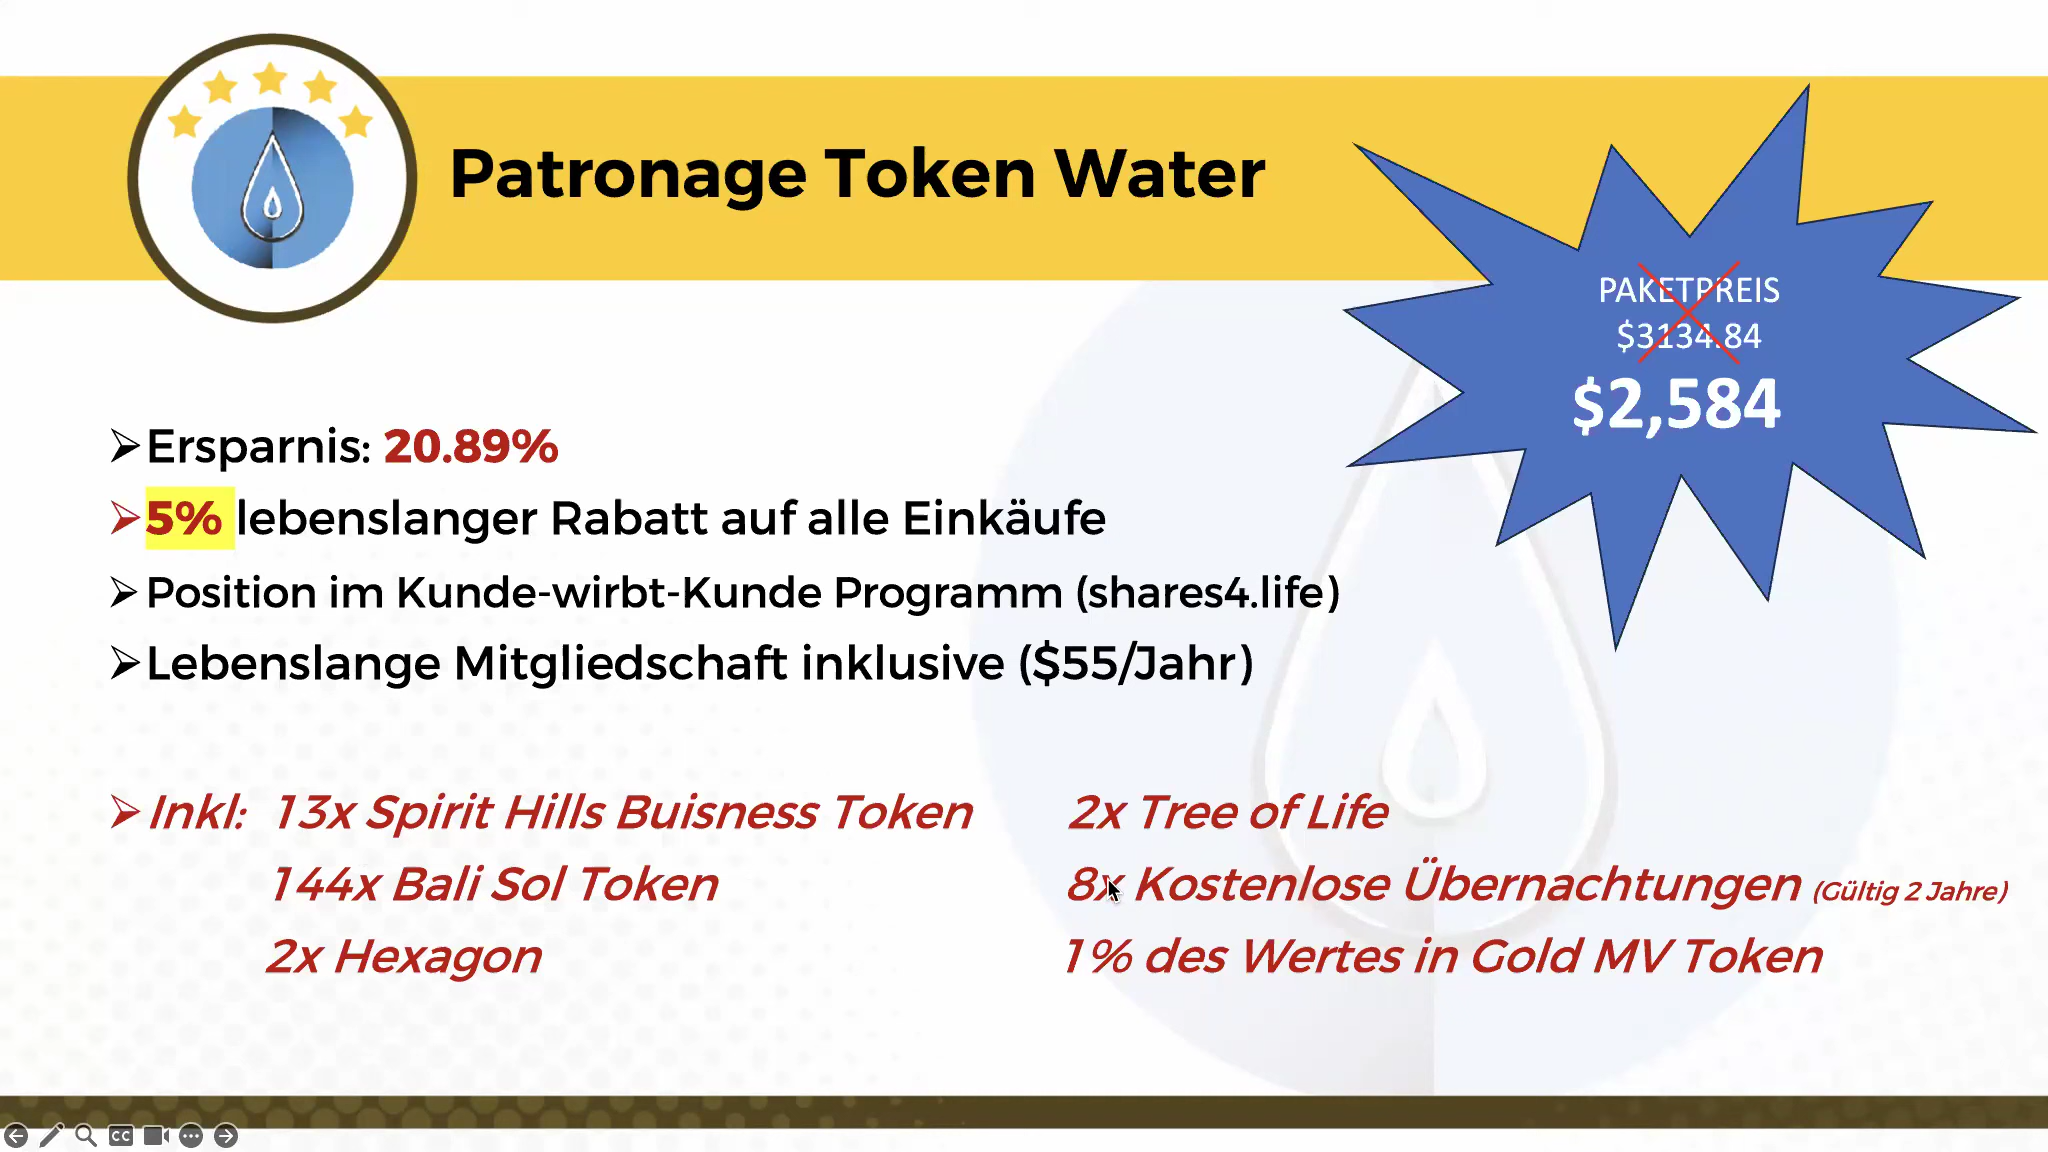 Patronage Token Water
PAKETPREIS
$3134.84
$2,584
Ersparnis: 20.89%
5% lebenslanger Rabatt auf alle Einkäufe
Position im Kunde-wirbt-Kunde Programm (shares4.life)
Lebenslange Mitgliedschaft inklusive ($55/Jahr)
Inkl: 13x Spirit Hills Buisness Token
144x Bali Sol Token
2x Hexagon
2x Tree of Life
8x Kostenlose Übernachtungen (Gültig 2 Jahre)
1% des Wertes in Gold MV Token
CC